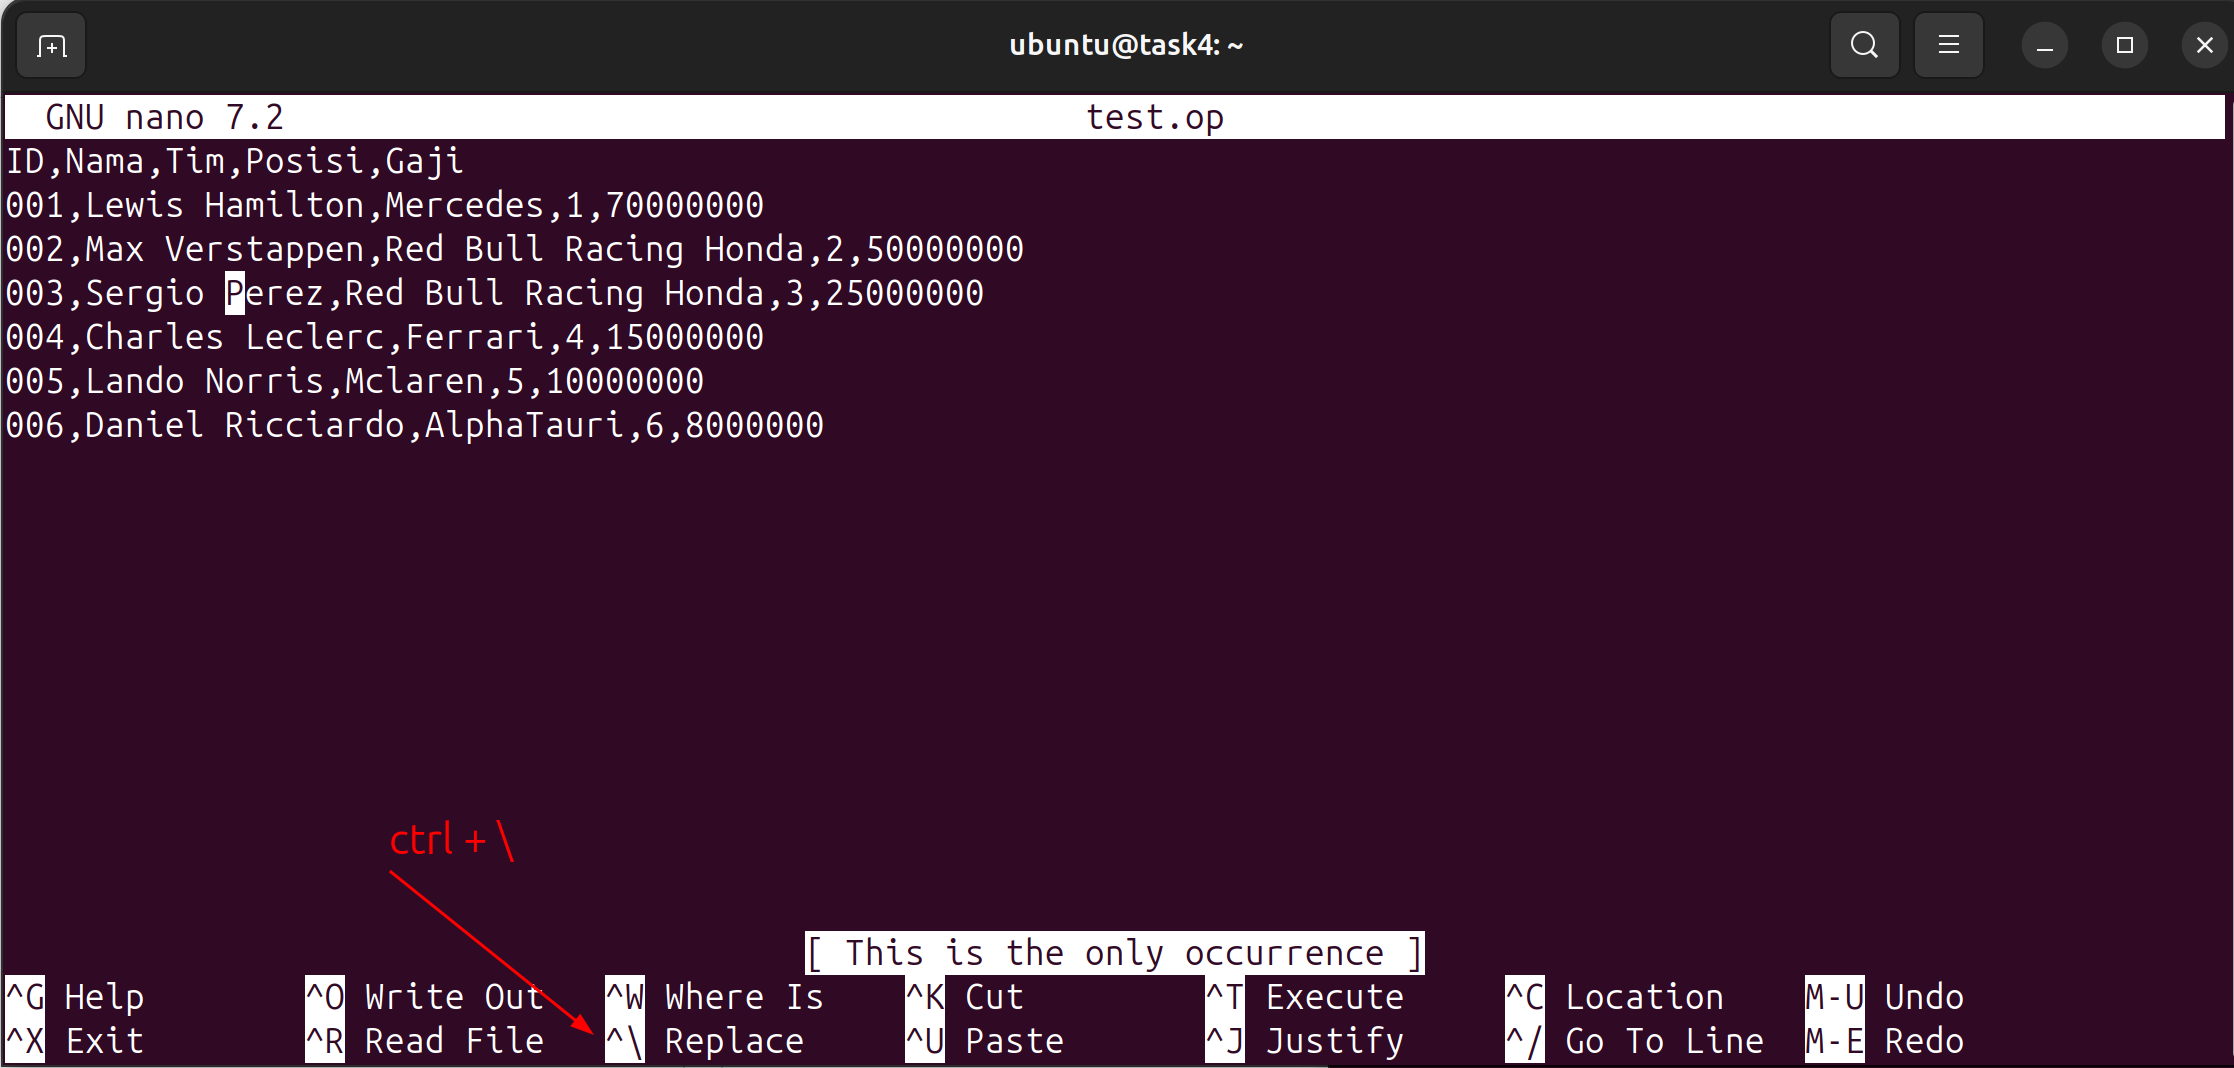 ubuntu@task4: ~
GNU nano 7.2 test.op
ID,Nama,Tim,Posisi,Gaji
001,Lewis Hamilton,Mercedes,1,70000000
002,Max Verstappen,Red Bull Racing Honda,2,50000000
003,Sergio Perez,Red Bull Racing Honda,3,25000000
004,Charles Leclerc,Ferrari,4,15000000
005,Lando Norris,Mclaren,5,10000000
006,Daniel Ricciardo,AlphaTauri,6,8000000
ctrl + \
[ This is the only occurrence ]
^G Help ^O Write Out ^W Where Is ^K Cut ^T Execute ^C Location M-U Undo
^X Exit ^R Read File ^\ Replace ^U Paste ^J Justify ^/ Go To Line M-E Redo